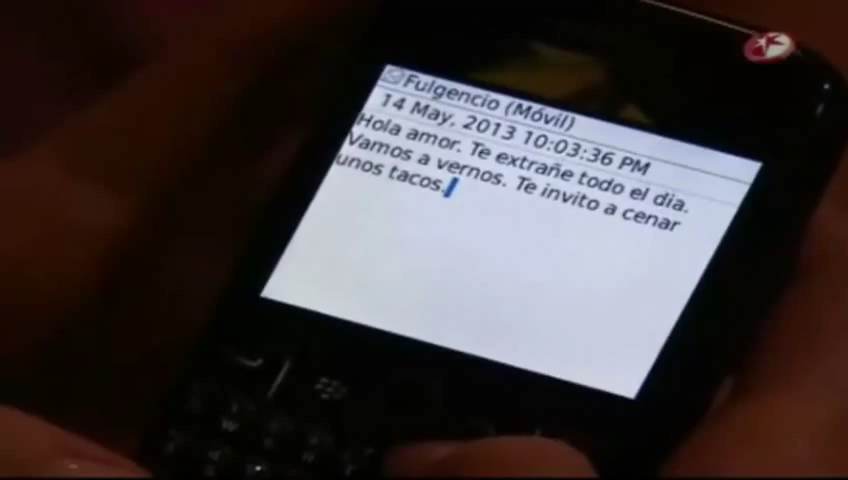 Fulgencio (Móvil)
14 May, 2013 10:03:36 PM
Hola amor. Te extrañe todo el dia.
Vamos a vernos. Te invito a cenar
unos tacos.